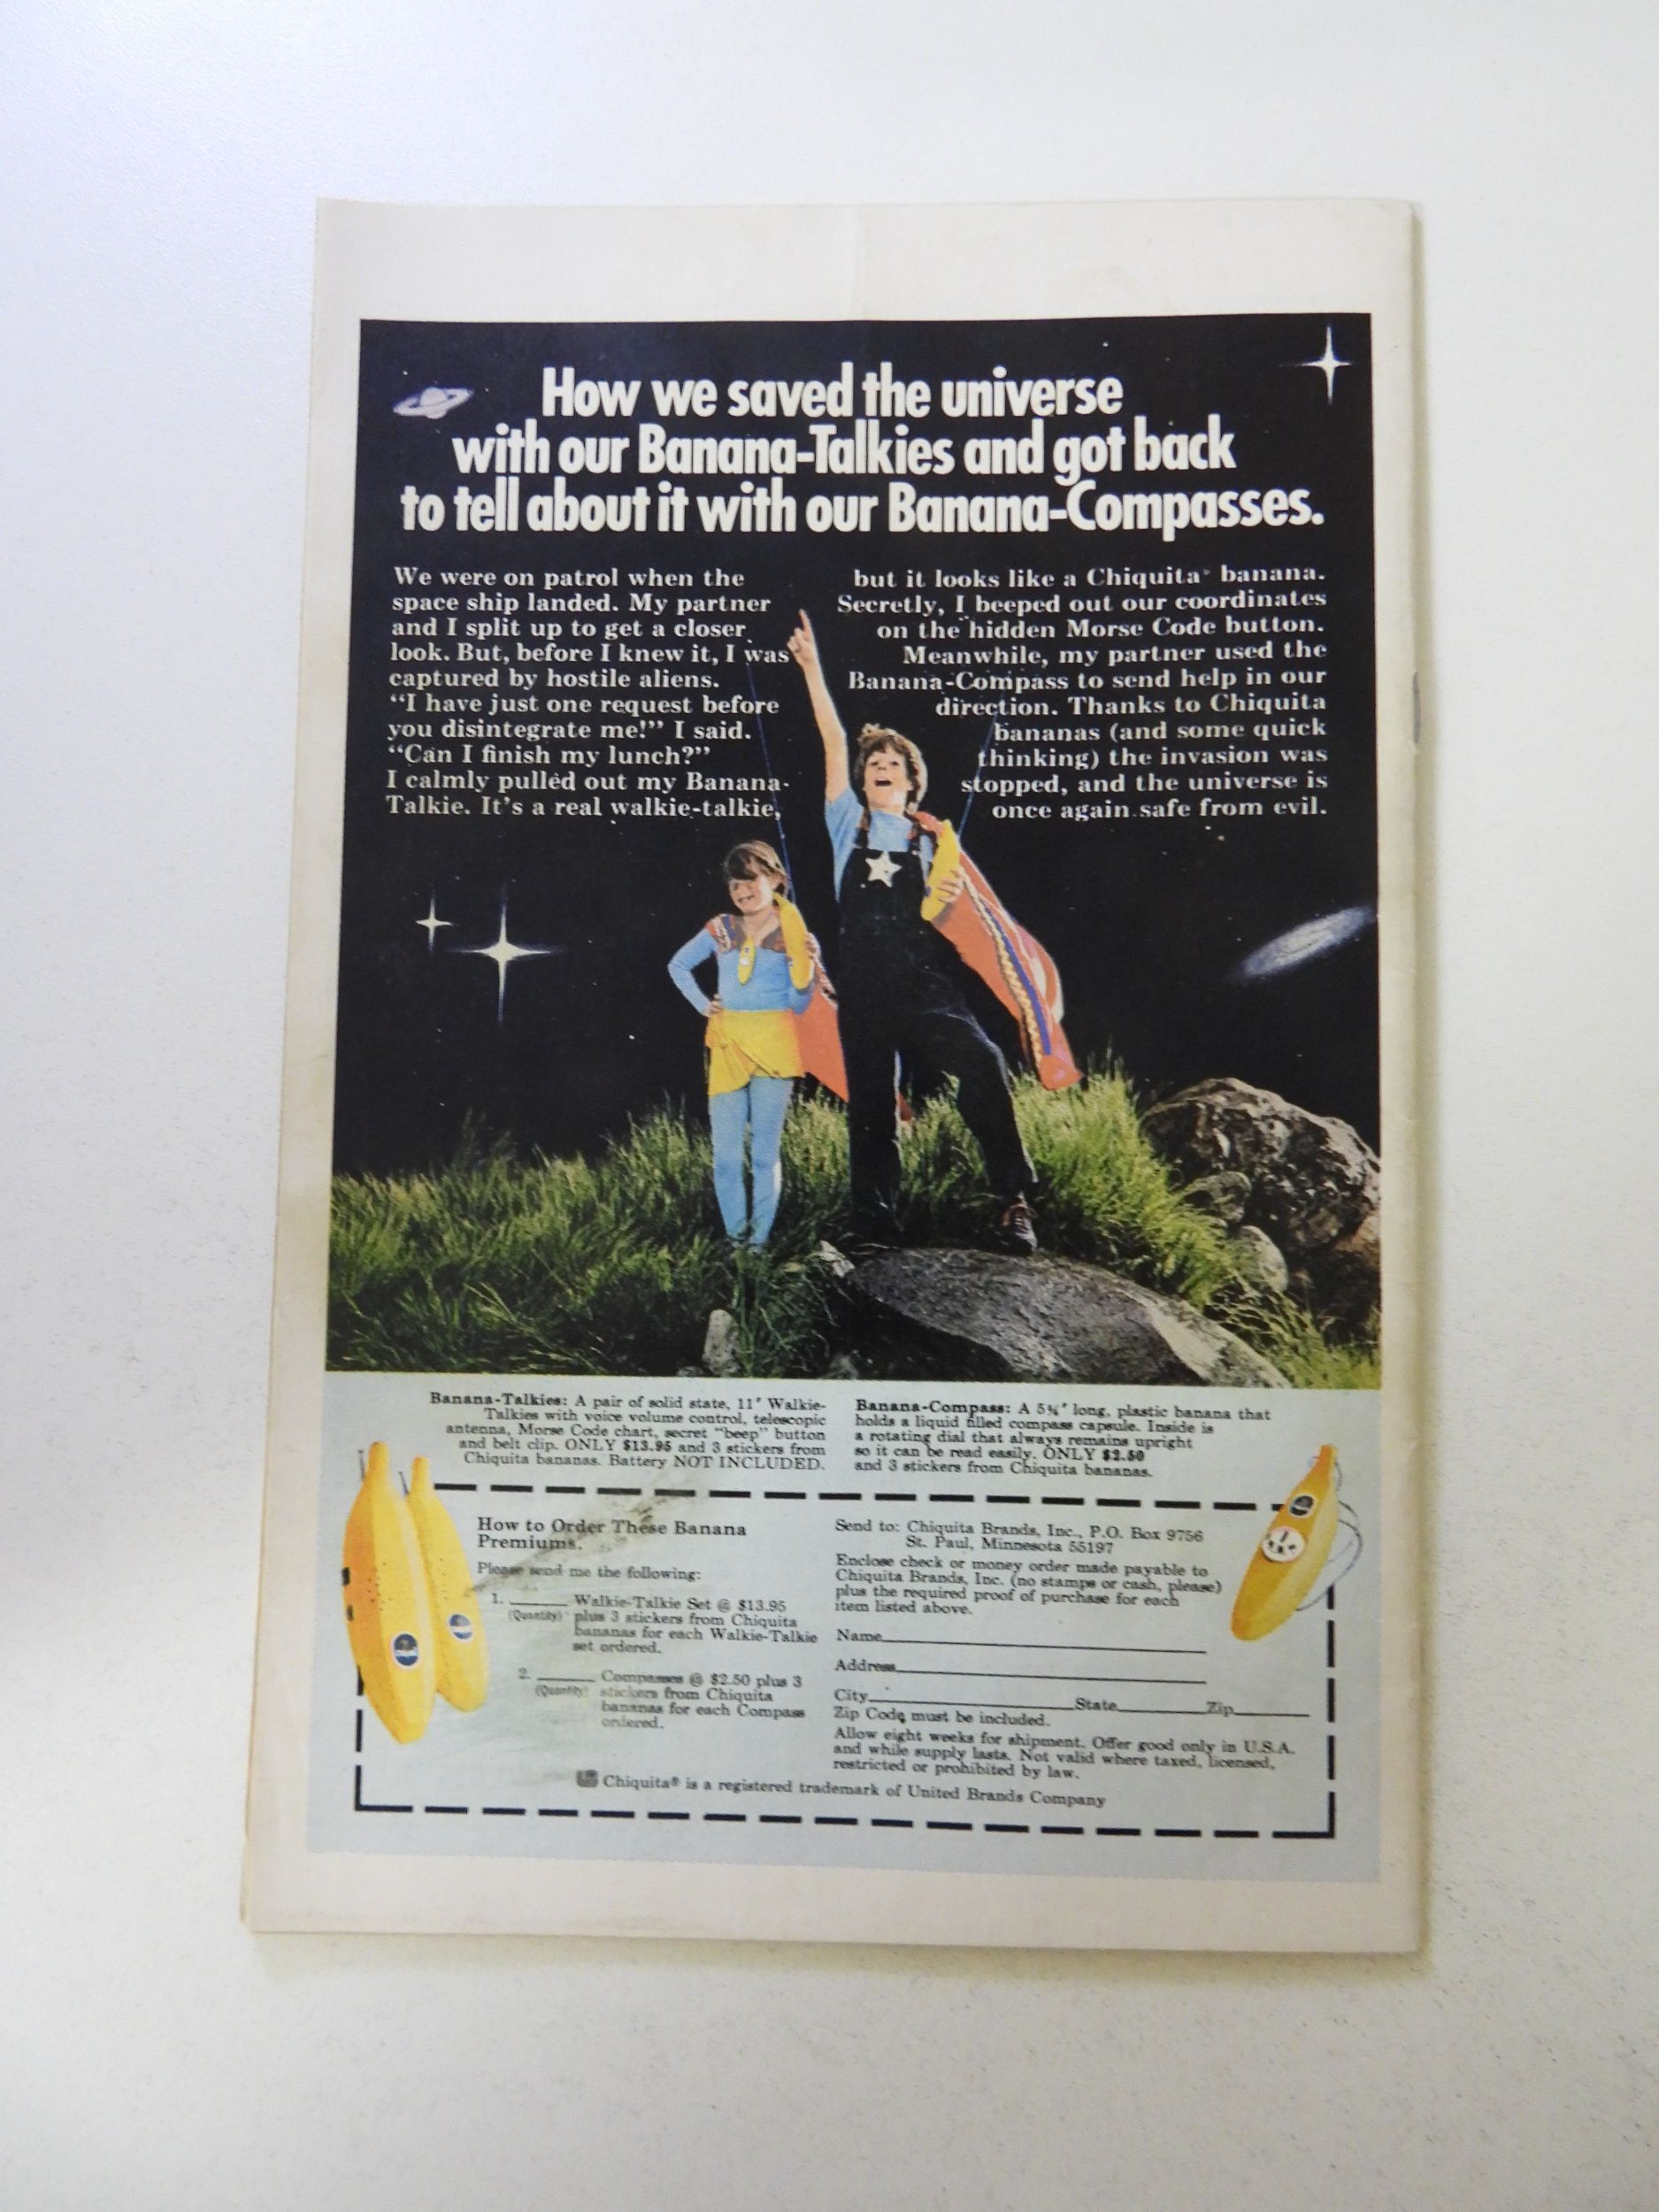 How we saved the universe
with our Banana-Talkies and got back
to tell about it with our Banana-Compasses.
We were on patrol when the
space ship landed. My partner
and I split up to get a closer
look. But, before I knew it, I was
captured by hostile aliens.
“I have just one request before
you disintegrate me!” I said.
“Can I finish my lunch?”
I calmly pulled out my Banana-
Talkie. It's a real walkie-talkie,
but it looks like a Chiquita® banana.
Secretly, I beeped out our coordinates
on the hidden Morse Code button.
Meanwhile, my partner used the
Banana-Compass to send help in our
direction. Thanks to Chiquita
bananas (and some quick
thinking) the invasion was
stopped, and the universe is
once again safe from evil.
Banana-Talkies: A pair of solid state, 11" Walkie-
Talkies with voice volume control, telescopic
antenna, Morse Code chart, secret “beep” button
and belt clip. ONLY $13.95 and 3 stickers from
Chiquita bananas. Battery NOT INCLUDED.
Banana-Compass: A 5¼" long, plastic banana that
holds a liquid filled compass capsule. Inside is
a rotating dial that always remains upright
so it can be read easily. ONLY $2.50
and 3 stickers from Chiquita bananas.
How to Order These Banana
Premiums.
Please send me the following:
1. ______ Walkie-Talkie Set @ $13.95
(Quantity) plus 3 stickers from Chiquita
bananas for each Walkie-Talkie
set ordered.
2. ______ Compasses @ $2.50 plus 3
(Quantity) stickers from Chiquita
bananas for each Compass
ordered.
Send to: Chiquita Brands, Inc., P.O. Box 9756
St. Paul, Minnesota 55197
Enclose check or money order made payable to
Chiquita Brands, Inc. (no stamps or cash, please)
plus the required proof of purchase for each
item listed above.
Name
Address
City State Zip
Zip Code must be included.
Allow eight weeks for shipment. Offer good only in U.S.A.
and while supply lasts. Not valid where taxed, licensed,
restricted or prohibited by law.
Chiquita® is a registered trademark of United Brands Company